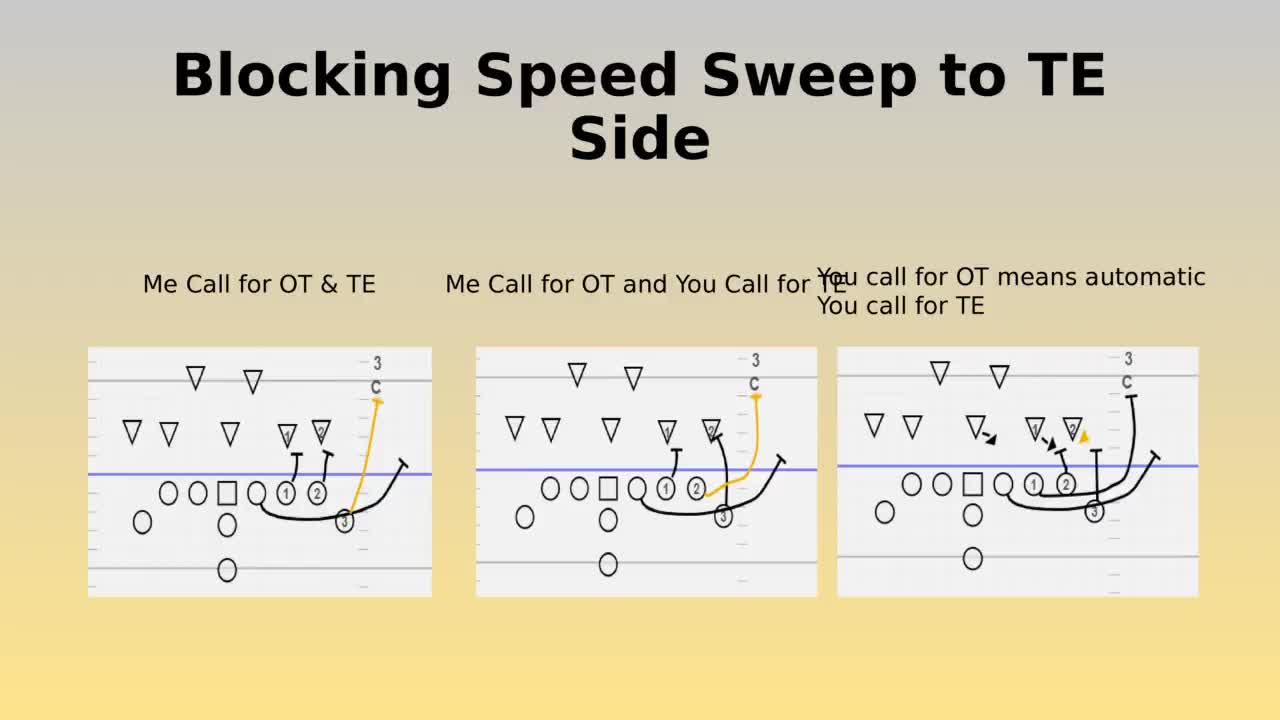 Blocking Speed Sweep to TE
Side
Me Call for OT & TE
Me Call for OT and You Call for TE
You call for OT means automatic
You call for TE
3
C
1 2
1 2
3
3
C
1 2
1 2
3
3
C
1 2
1 2
3